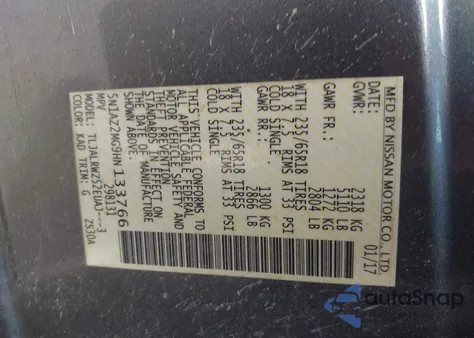 MFD BY NISSAN MOTOR CO., LTD. 01/17
GVWR: 2318 KG
5110 LB
GAWR FR: 1272 KG
2804 LB
WITH 235/65R18 TIRES
18 X 7.5 RIMS AT 33 PSI
COLD SINGLE
GAWR RR: 1300 KG
2866 LB
WITH 235/65R18 TIRES
18 X 7.5 RIMS AT 33 PSI
COLD SINGLE
THIS VEHICLE CONFORMS TO
ALL APPLICABLE FEDERAL
MOTOR VEHICLE SAFETY AND
THEFT PREVENTION
STANDARDS IN EFFECT ON
THE DATE OF MANUFACTURE
SHOWN ABOVE.
5N1AZ2MG9HN133766
MPV 298131
MODEL: TLJALRWZ52EUAJ---3
COLOR: KAD TRIM: G ZS30A
autoSnap